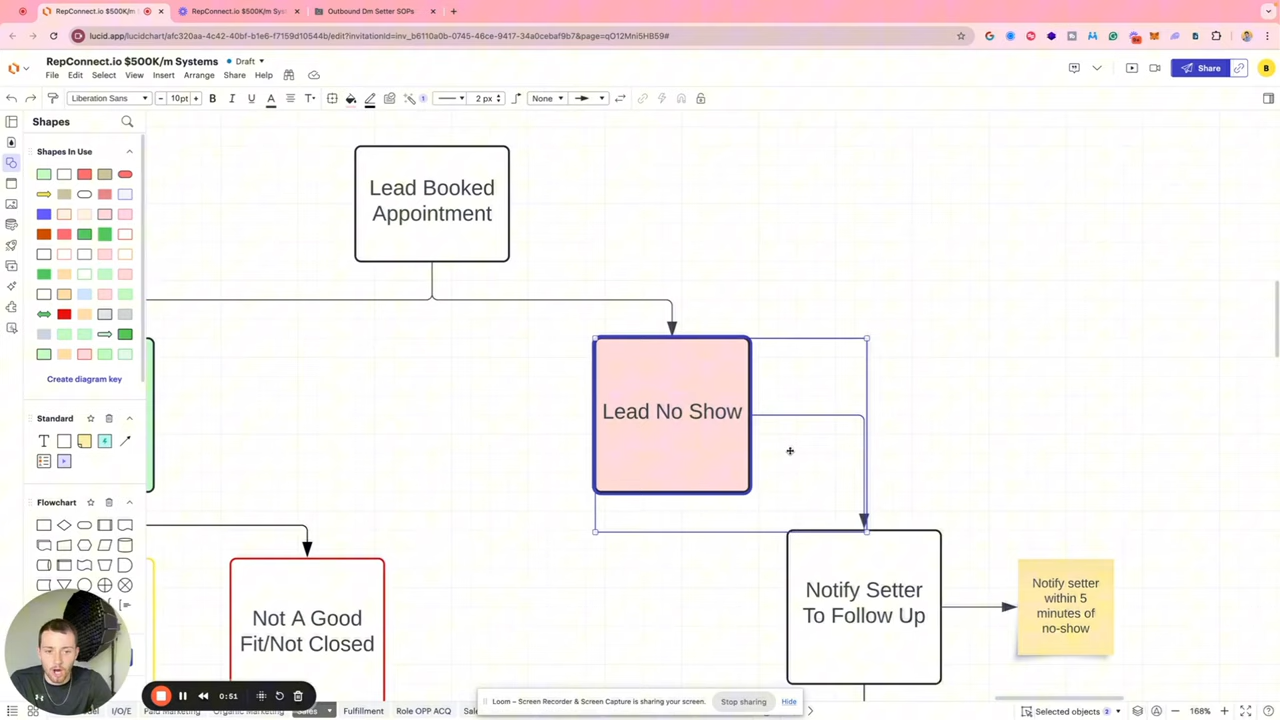 RepConnect.io $500K/m
RepConnect.io $500K/m Sys
Outbound Dm Setter SOPs
lucid.app/lucidchart/afc320aa-4c42-40bf-b1e6-f7159d10544b/edit?invitationId=inv_b6110a0b-0745-46ce-9417-34a0cebaf9b7&page=qO12Mni5HB59#
RepConnect.io $500K/m Systems
Draft
File Edit Select View Insert Arrange Share Help
Share
B
Liberation Sans
10pt
2 px
None
Shapes
Shapes In Use
Create diagram key
Standard
Flowchart
Lead Booked
Appointment
Lead No Show
Notify Setter
To Follow Up
Notify setter
within 5
minutes of
no-show
Not A Good
Fit/Not Closed
0:51
Loom – Screen Recorder & Screen Capture is sharing your screen.
Stop sharing
Hide
I/O/E
Paid Marketing
Organic Marketing
Sales
Fulfillment
Role OPP ACQ
Selected objects 2
168%